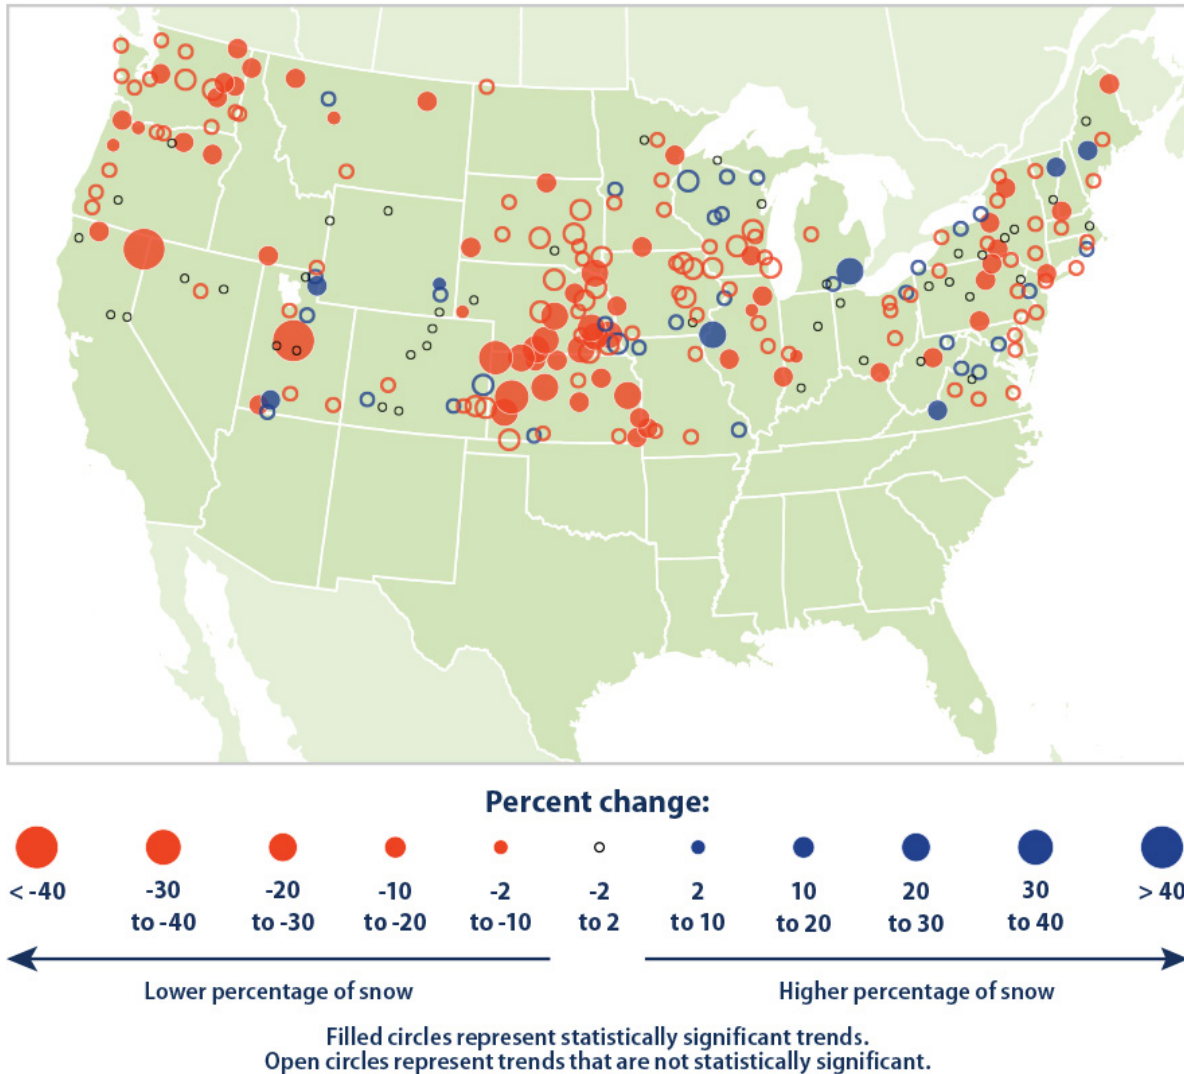 Percent change:
< -40 -30 to -40 -20 to -30 -10 to -20 -2 to -10 -2 to 2 2 to 10 10 to 20 20 to 30 30 to 40 > 40
Lower percentage of snow
Higher percentage of snow
Filled circles represent statistically significant trends.
Open circles represent trends that are not statistically significant.